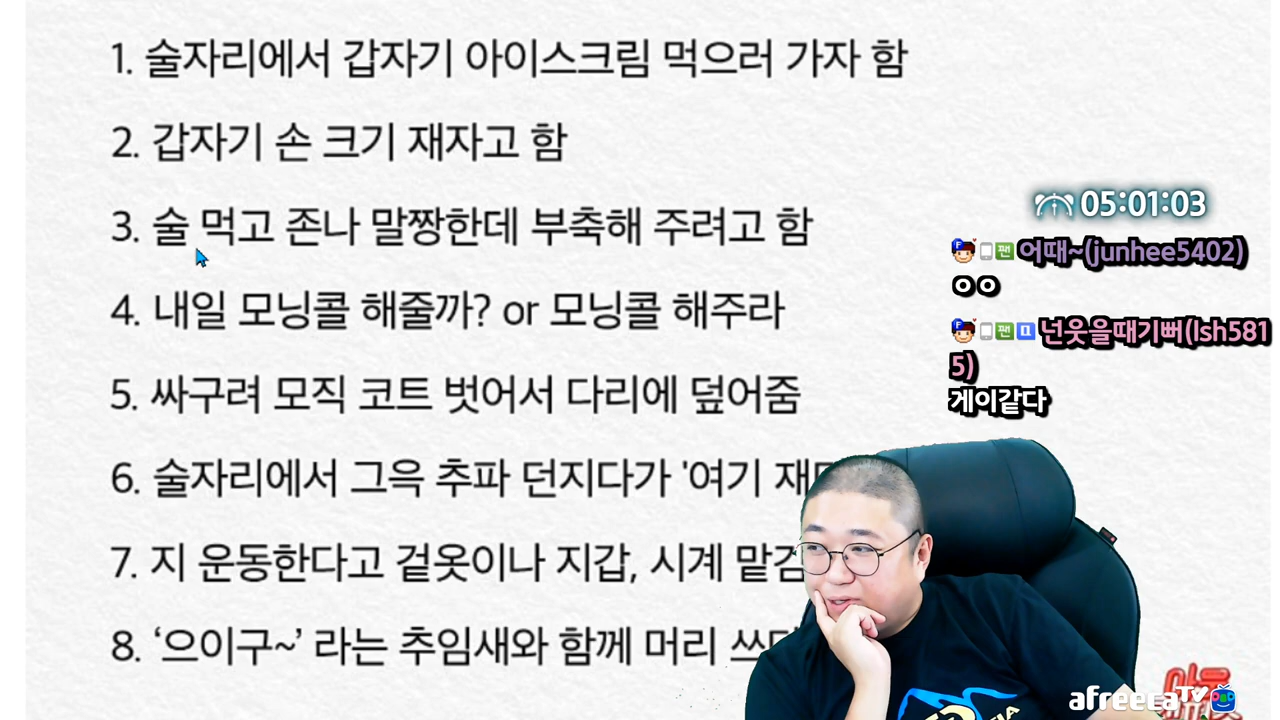 1. 술자리에서 갑자기 아이스크림 먹으러 가자 함
2. 갑자기 손 크기 재자고 함
3. 술 먹고 존나 말짱한데 부축해 주려고 함
4. 내일 모닝콜 해줄까? or 모닝콜 해주라
5. 싸구려 모직 코트 벗어서 다리에 덮어줌
6. 술자리에서 그윽 추파 던지다가 '여기
7. 지 운동한다고 겉옷이나 지갑, 시계
8. ‘으이구~’ 라는 추임새와 함께 머리
05:01:03
F 팬 어때~(junhee5402)
ㅇㅇ
F 팬 넌웃을때기뻐(lsh581
5)
게이같다
afreecaTV